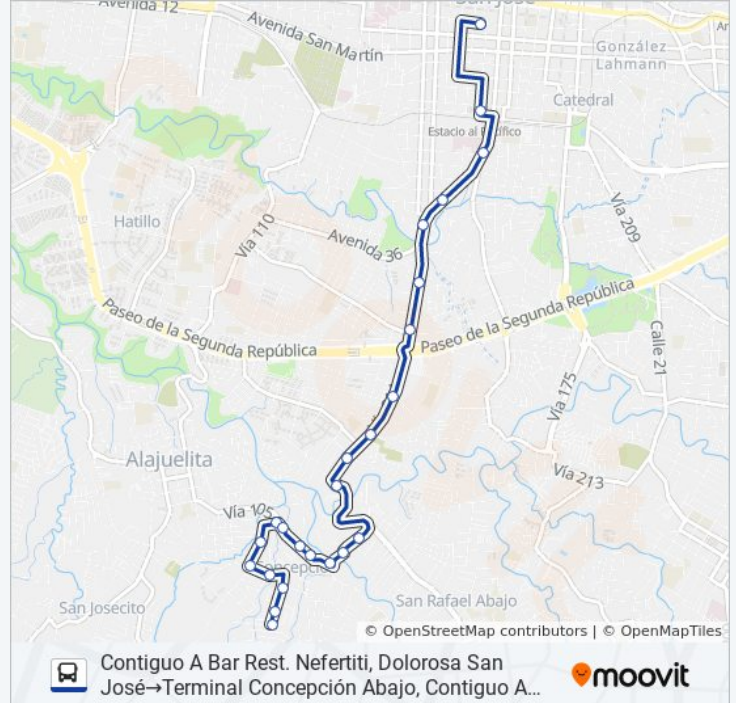 San José
Avenida 12
Avenida San Martín
González
Lahmann
Catedral
Estacio al Pacífico
Hatillo
Vía 110
Avenida 36
Vía 209
Paseo de la Segunda República
Paseo de la Segunda República
Calle 21
Vía 175
Alajuelita
Vía 213
Vía 105
Concepció
San Josecito
San Rafael Abajo
© OpenStreetMap contributors | © OpenMapTiles
Contiguo A Bar Rest. Nefertiti, Dolorosa San
José→Terminal Concepción Abajo, Contiguo A…
moovit